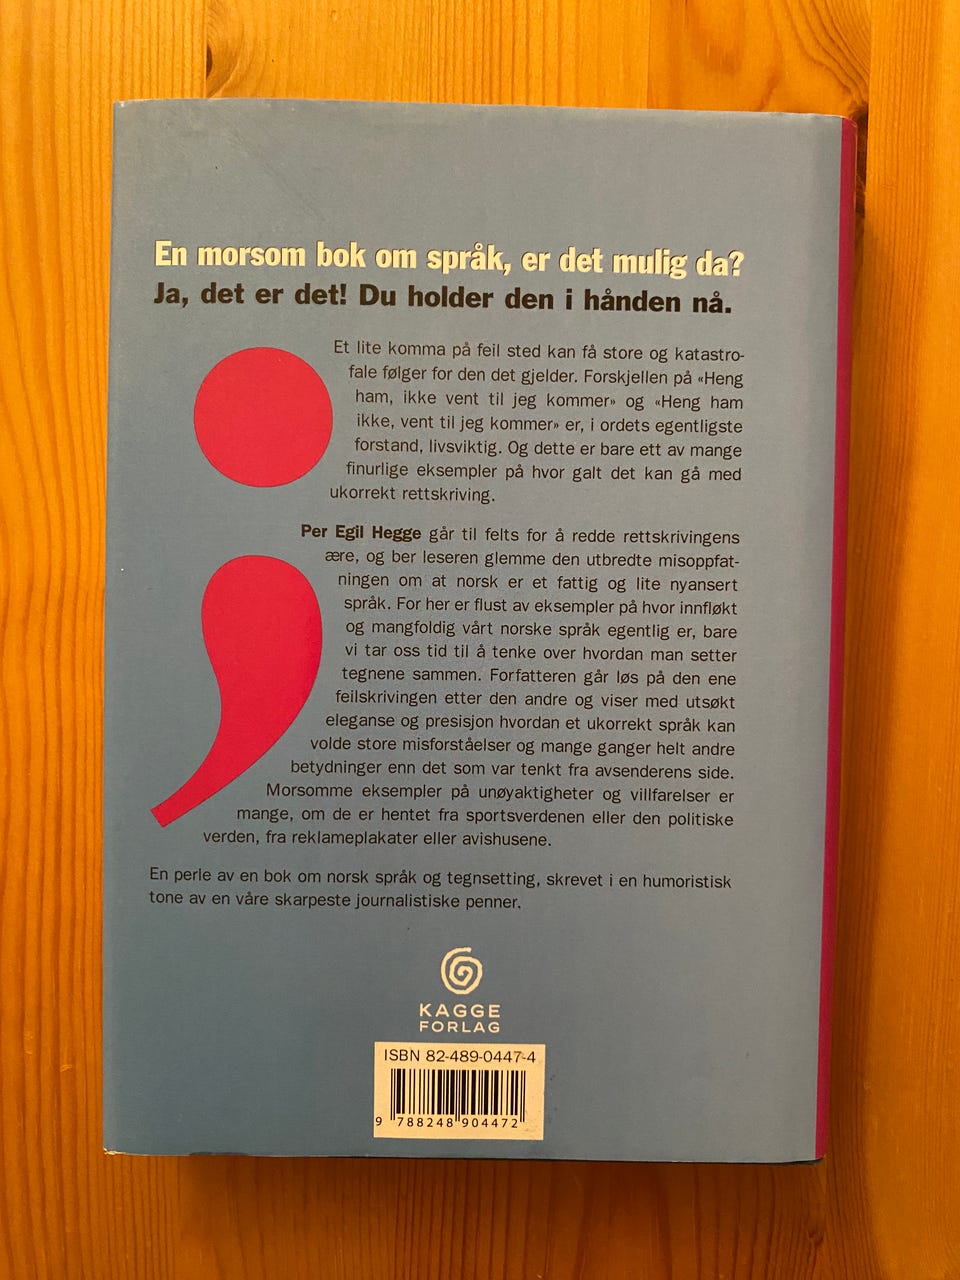 En morsom bok om språk, er det mulig da?
Ja, det er det! Du holder den i hånden nå.
Et lite komma på feil sted kan få store og katastro-
fale følger for den det gjelder. Forskjellen på «Heng
ham, ikke vent til jeg kommer» og «Heng ham
ikke, vent til jeg kommer» er, i ordets egentligste
forstand, livsviktig. Og dette er bare ett av mange
finurlige eksempler på hvor galt det kan gå med
ukorrekt rettskriving.
Per Egil Hegge går til felts for å redde rettskrivingens
ære, og ber leseren glemme den utbredte misoppfat-
ningen om at norsk er et fattig og lite nyansert
språk. For her er flust av eksempler på hvor innfløkt
og mangfoldig vårt norske språk egentlig er, bare
vi tar oss tid til å tenke over hvordan man setter
tegnene sammen. Forfatteren går løs på den ene
feilskrivingen etter den andre og viser med utsøkt
eleganse og presisjon hvordan et ukorrekt språk kan
volde store misforståelser og mange ganger helt andre
betydninger enn det som var tenkt fra avsenderens side.
Morsomme eksempler på unøyaktigheter og villfarelser er
mange, om de er hentet fra sportsverdenen eller den politiske
verden, fra reklameplakater eller avishusene.
En perle av en bok om norsk språk og tegnsetting, skrevet i en humoristisk
tone av en våre skarpeste journalistiske penner.
KAGGE
FORLAG
ISBN 82-489-0447-4
9 788248 904472